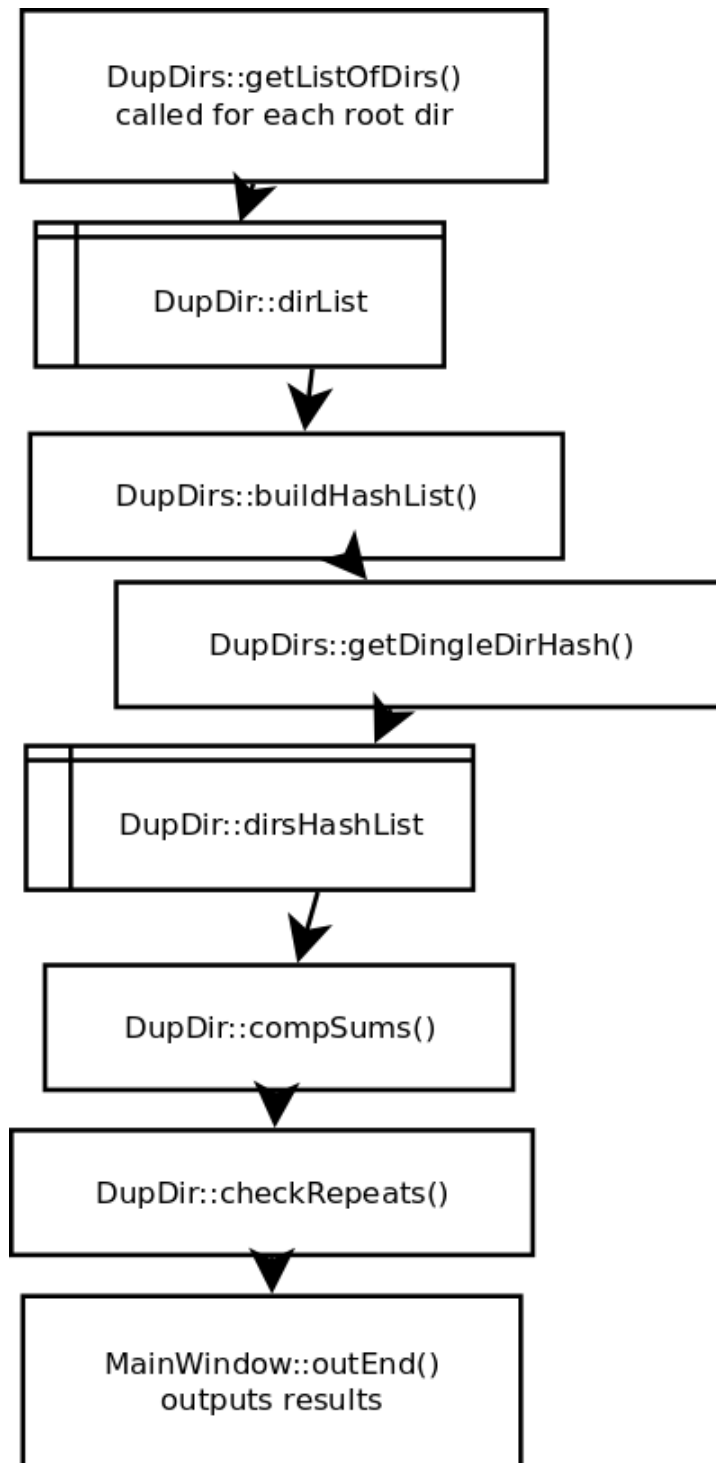 DupDirs::getListOfDirs()
called for each root dir
DupDir::dirList
DupDirs::buildHashList()
DupDirs::getDingleDirHash()
DupDir::dirsHashList
DupDir::compSums()
DupDir::checkRepeats()
MainWindow::outEnd()
outputs results